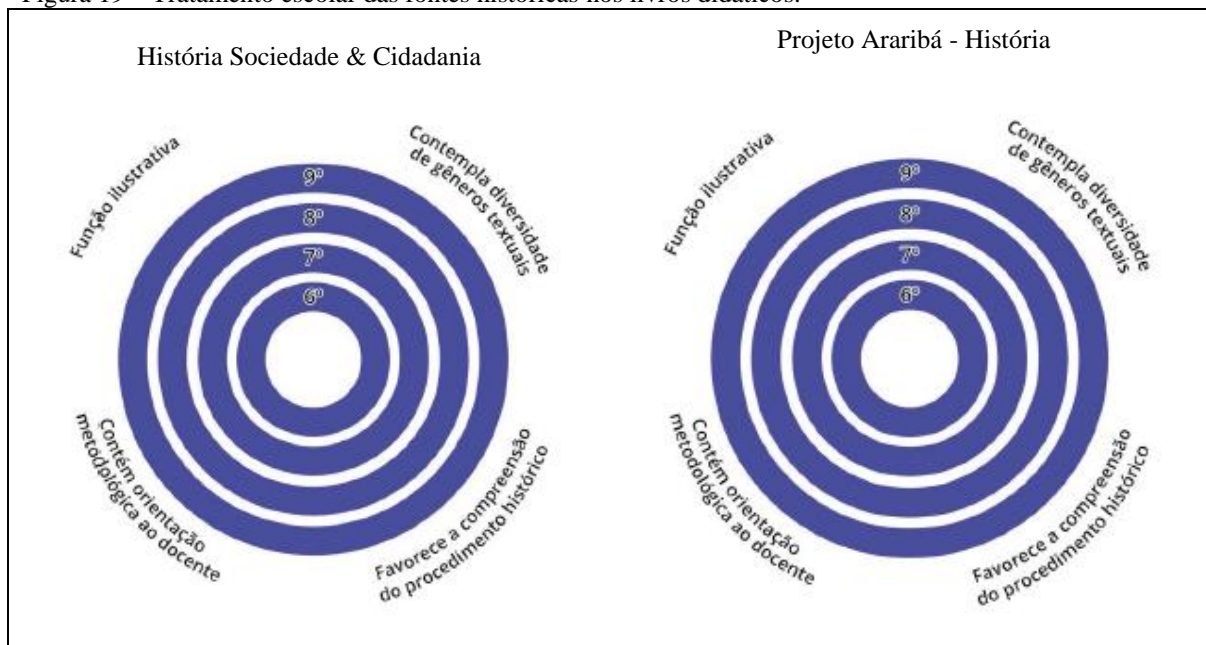 Figura 19 – Tratamento escolar das fontes históricas nos livros didáticos.
História Sociedade & Cidadania
Função ilustrativa
Contempla diversidade
de gêneros textuais
9º
8º
7º
6º
Contém orientação
metodológica ao docente
Favorece a compreensão
do procedimento histórico
Projeto Araribá - História
Função ilustrativa
Contempla diversidade
de gêneros textuais
9º
8º
7º
6º
Contém orientação
metodológica ao docente
Favorece a compreensão
do procedimento histórico